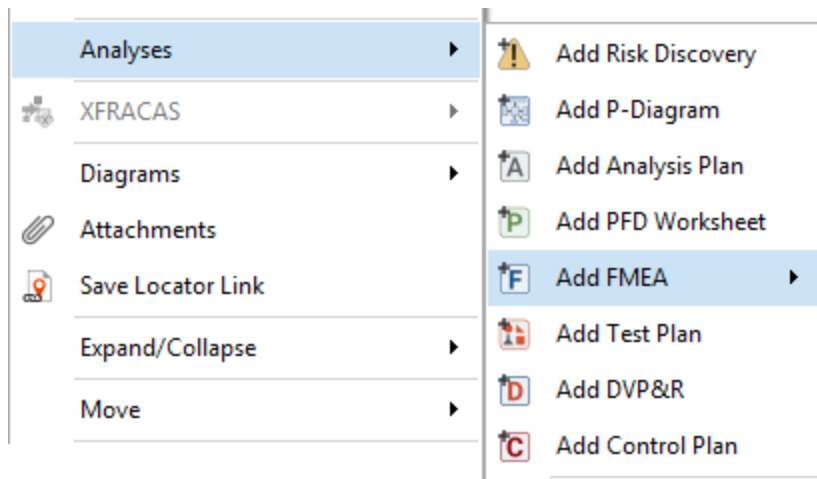 Analyses
XFRACAS
Diagrams
Attachments
Save Locator Link
Expand/Collapse
Move
Add Risk Discovery
Add P-Diagram
A Add Analysis Plan
P Add PFD Worksheet
F Add FMEA
Add Test Plan
D Add DVP&R
C Add Control Plan